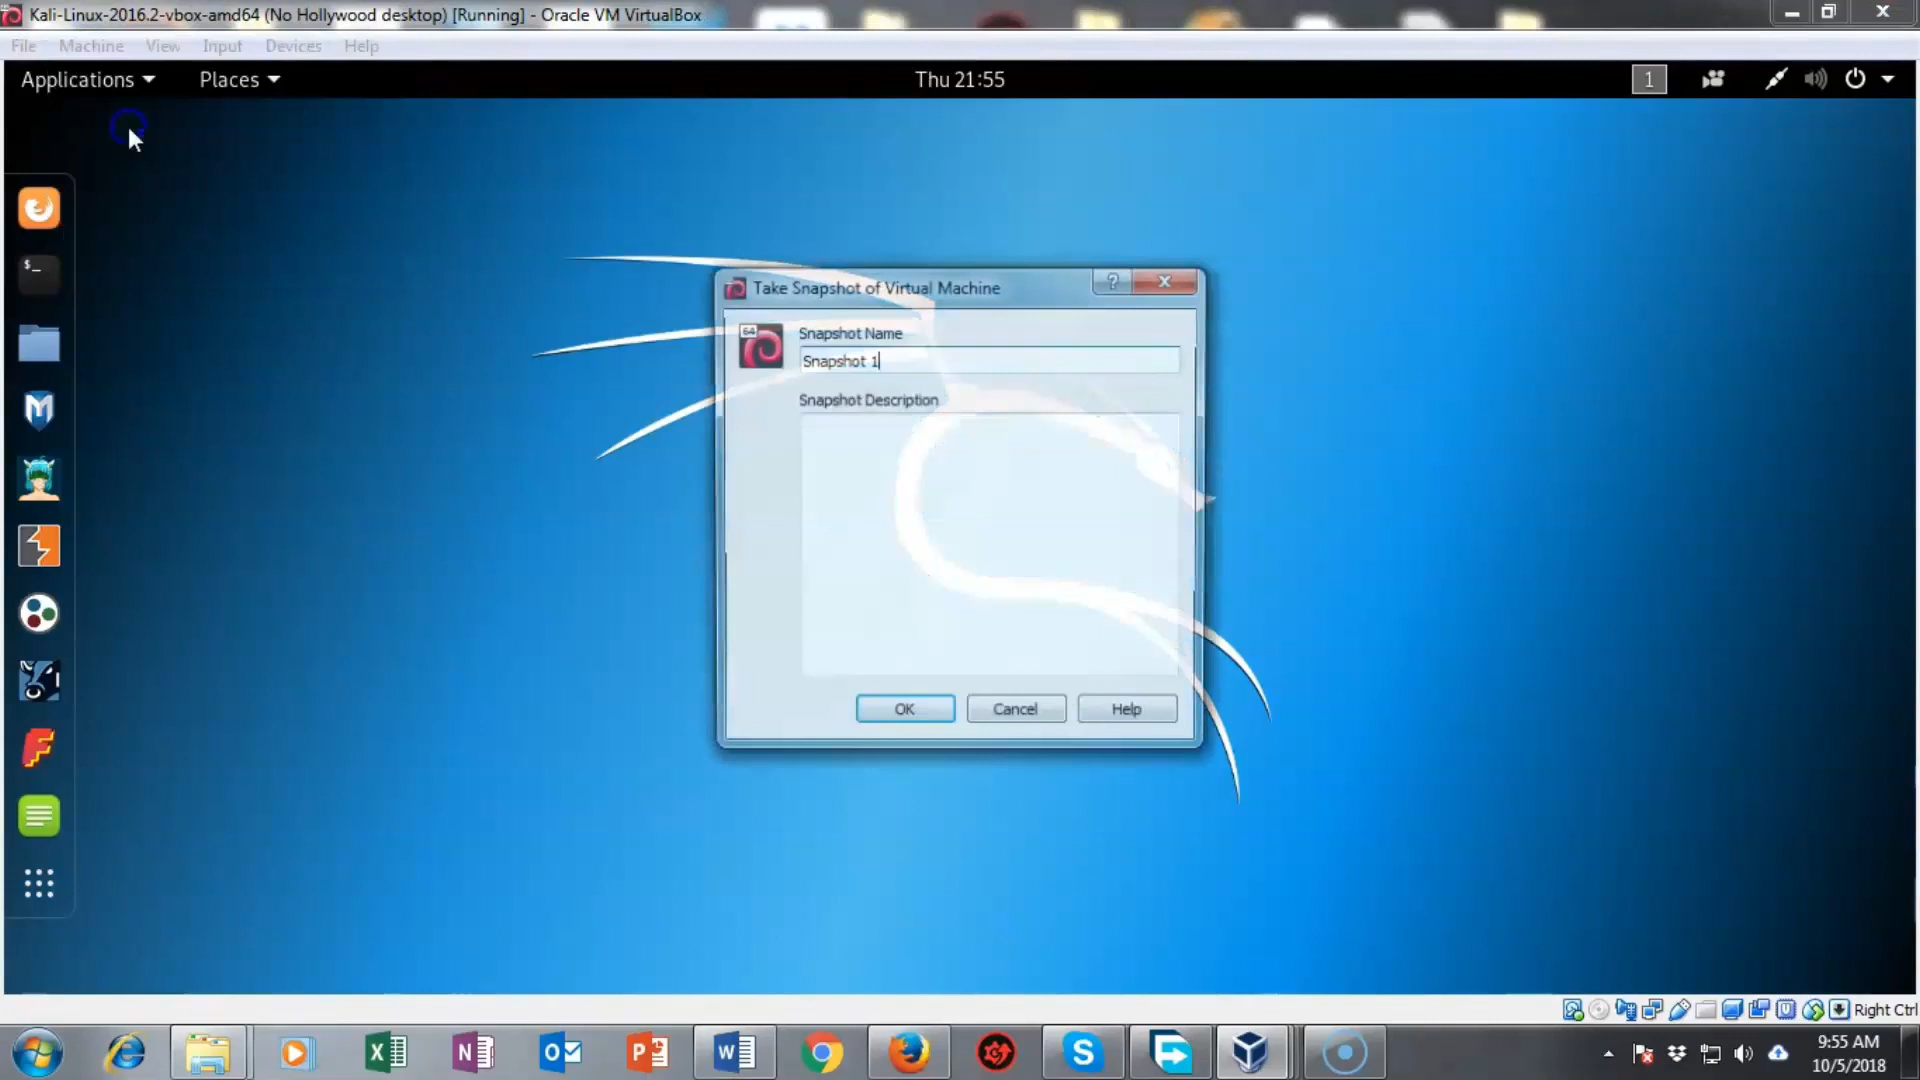 Kali-Linux-2016.2-vbox-amd64 (No Hollywood desktop) [Running] - Oracle VM VirtualBox
File Machine View Input Devices Help
Applications Places Thu 21:55 1
$_
Take Snapshot of Virtual Machine ?
64
Snapshot Name
Snapshot 1
Snapshot Description
OK Cancel Help
Right Ctrl
9:55 AM
10/5/2018